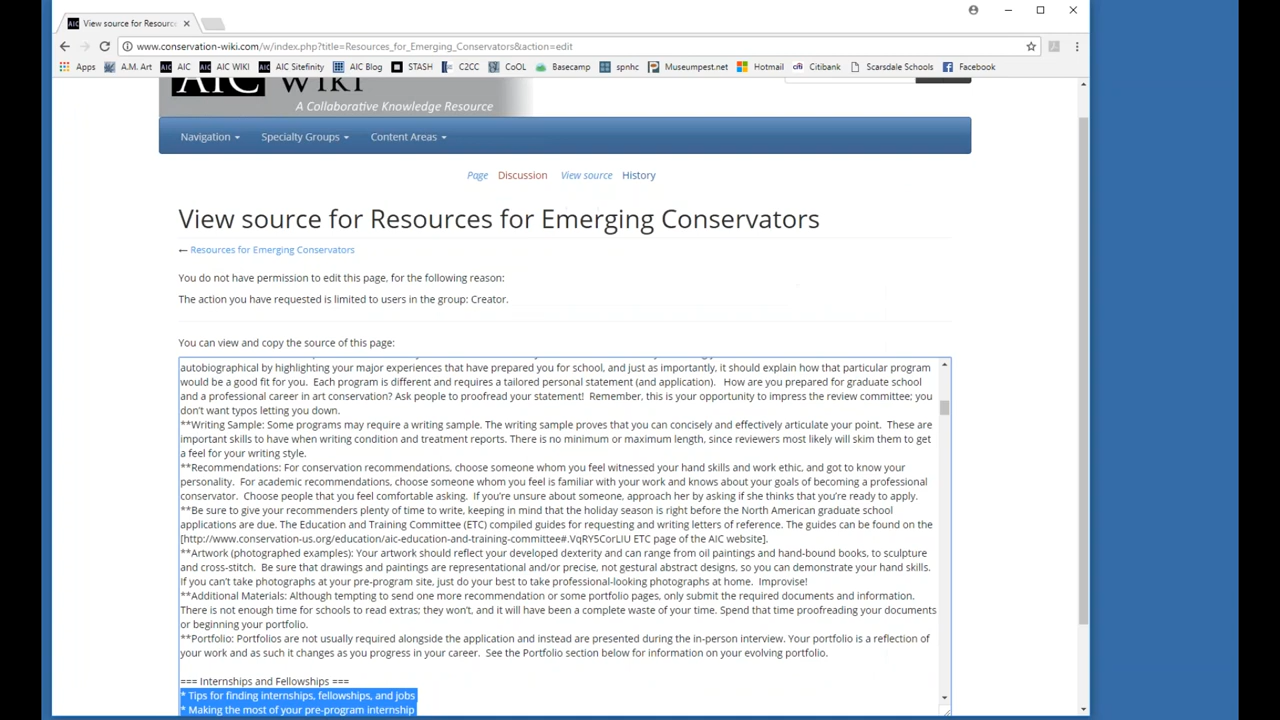 View source for Resourc
www.conservation-wiki.com/w/index.php?title=Resources_for_Emerging_Conservators&action=edit
Apps A.M. Art AIC AIC WIKI AIC Sitefinity AIC Blog STASH C2CC CoOL Basecamp spnhc Museumpest.net Hotmail Citibank Scarsdale Schools Facebook
AIC WIKI
A Collaborative Knowledge Resource
Navigation Specialty Groups Content Areas
Page Discussion View source History
View source for Resources for Emerging Conservators
← Resources for Emerging Conservators
You do not have permission to edit this page, for the following reason:
The action you have requested is limited to users in the group: Creator.
You can view and copy the source of this page:
autobiographical by highlighting your major experiences that have prepared you for school, and just as importantly, it should explain how that particular program
would be a good fit for you.  Each program is different and requires a tailored personal statement (and application).   How are you prepared for graduate school
and a professional career in art conservation? Ask people to proofread your statement!  Remember, this is your opportunity to impress the review committee; you
don't want typos letting you down.
**Writing Sample: Some programs may require a writing sample. The writing sample proves that you can concisely and effectively articulate your point.  These are
important skills to have when writing condition and treatment reports. There is no minimum or maximum length, since reviewers most likely will skim them to get
a feel for your writing style.
**Recommendations: For conservation recommendations, choose someone whom you feel witnessed your hand skills and work ethic, and got to know your
personality.  For academic recommendations, choose someone whom you feel is familiar with your work and knows about your goals of becoming a professional
conservator.  Choose people that you feel comfortable asking.  If you're unsure about someone, approach her by asking if she thinks that you're ready to apply.
**Be sure to give your recommenders plenty of time to write, keeping in mind that the holiday season is right before the North American graduate school
applications are due. The Education and Training Committee (ETC) compiled guides for requesting and writing letters of reference. The guides can be found on the
[http://www.conservation-us.org/education/aic-education-and-training-committee#.VqRY5CorLIU ETC page of the AIC website].
**Artwork (photographed examples): Your artwork should reflect your developed dexterity and can range from oil paintings and hand-bound books, to sculpture
and cross-stitch.  Be sure that drawings and paintings are representational and/or precise, not gestural abstract designs, so you can demonstrate your hand skills.
If you can't take photographs at your pre-program site, just do your best to take professional-looking photographs at home.  Improvise!
**Additional Materials: Although tempting to send one more recommendation or some portfolio pages, only submit the required documents and information.
There is not enough time for schools to read extras; they won't, and it will have been a complete waste of your time. Spend that time proofreading your documents
or beginning your portfolio.
**Portfolio: Portfolios are not usually required alongside the application and instead are presented during the in-person interview. Your portfolio is a reflection of
your work and as such it changes as you progress in your career.  See the Portfolio section below for information on your evolving portfolio.
=== Internships and Fellowships ===
* Tips for finding internships, fellowships, and jobs
* Making the most of your pre-program internship